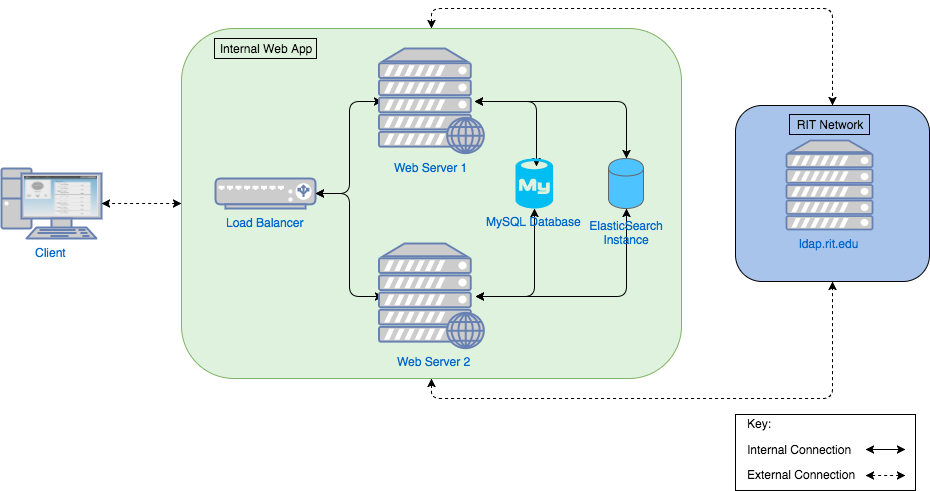 Internal Web App
Web Server 1
Load Balancer
My
MySQL Database
ElasticSearch
Instance
Web Server 2
Client
RIT Network
ldap.rit.edu
Key:
Internal Connection
External Connection